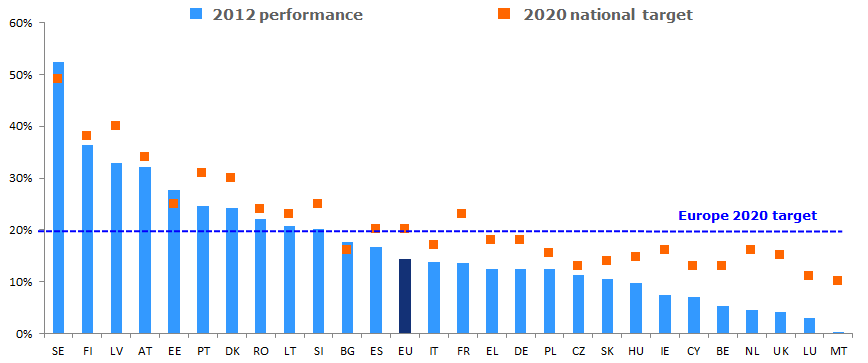 2012 performance 2020 national target
60%
50%
40%
30%
20%
10%
0%
Europe 2020 target
SE FI LV AT EE PT DK RO LT SI BG ES EU IT FR EL DE PL CZ SK HU IE CY BE NL UK LU MT